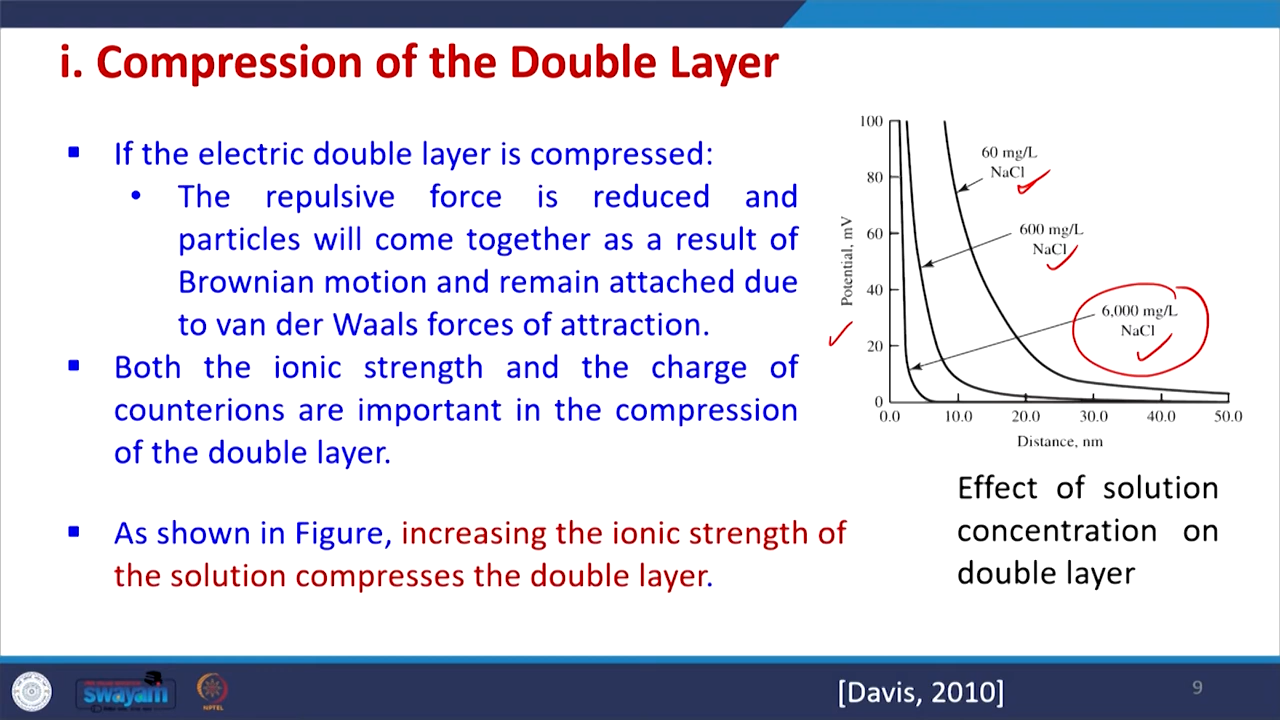 i. Compression of the Double Layer
▪ If the electric double layer is compressed:
• The repulsive force is reduced and
particles will come together as a result of
Brownian motion and remain attached due
to van der Waals forces of attraction.
▪ Both the ionic strength and the charge of
counterions are important in the compression
of the double layer.
▪ As shown in Figure, increasing the ionic strength of
the solution compresses the double layer.
100
80
60
40
20
0
Potential, mV
60 mg/L
NaCl
600 mg/L
NaCl
6,000 mg/L
NaCl
0.0 10.0 20.0 30.0 40.0 50.0
Distance, nm
Effect of solution
concentration on
double layer
swayam
NPTEL
[Davis, 2010]
9